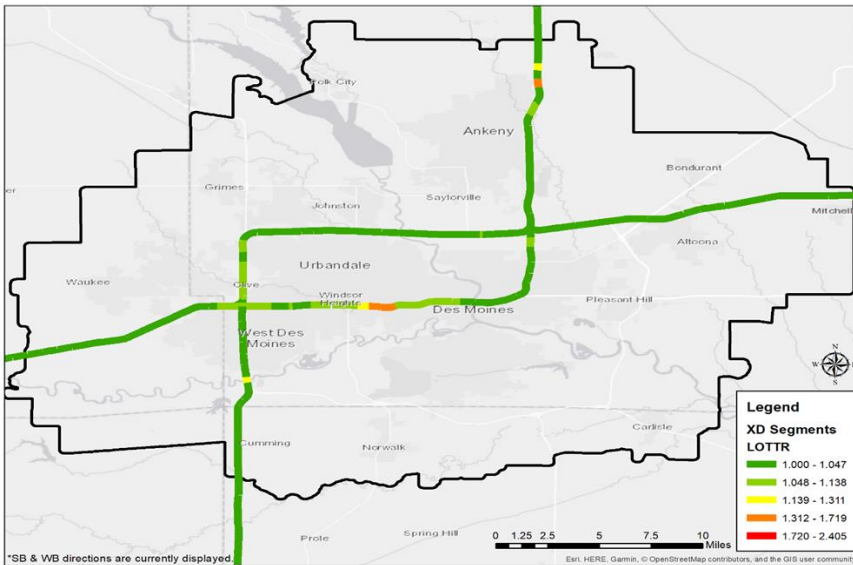 Polk City
Ankeny
Bondurant
Grimes
Johnston
Saylorville
Mitchell
Altoona
Urbandale
Waukee
Clive
Windsor
Heights
Pleasant Hill
Des Moines
West Des
Moines
N
W
E
S
Carlisle
Cumming
Norwalk
Prole
Spring Hill
Legend
XD Segments
LOTTR
1.000 - 1.047
1.048 - 1.138
1.139 - 1.311
1.312 - 1.719
1.720 - 2.405
0 1.25 2.5 5 7.5 10
Miles
*SB & WB directions are currently displayed.
Esri, HERE, Garmin, © OpenStreetMap contributors, and the GIS user community